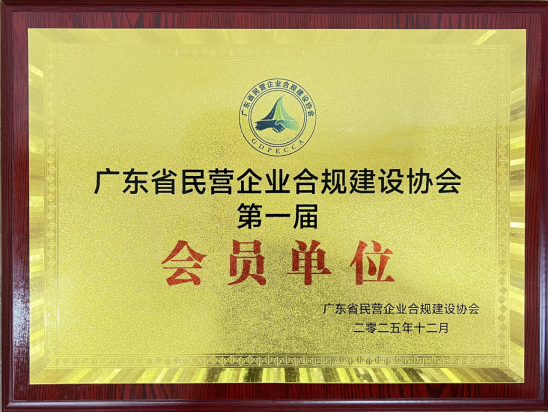 广东省民营企业合规建设协会
GDPECCA
广东省民营企业合规建设协会
第一届
会员单位
广东省民营企业合规建设协会
二零二五年十二月